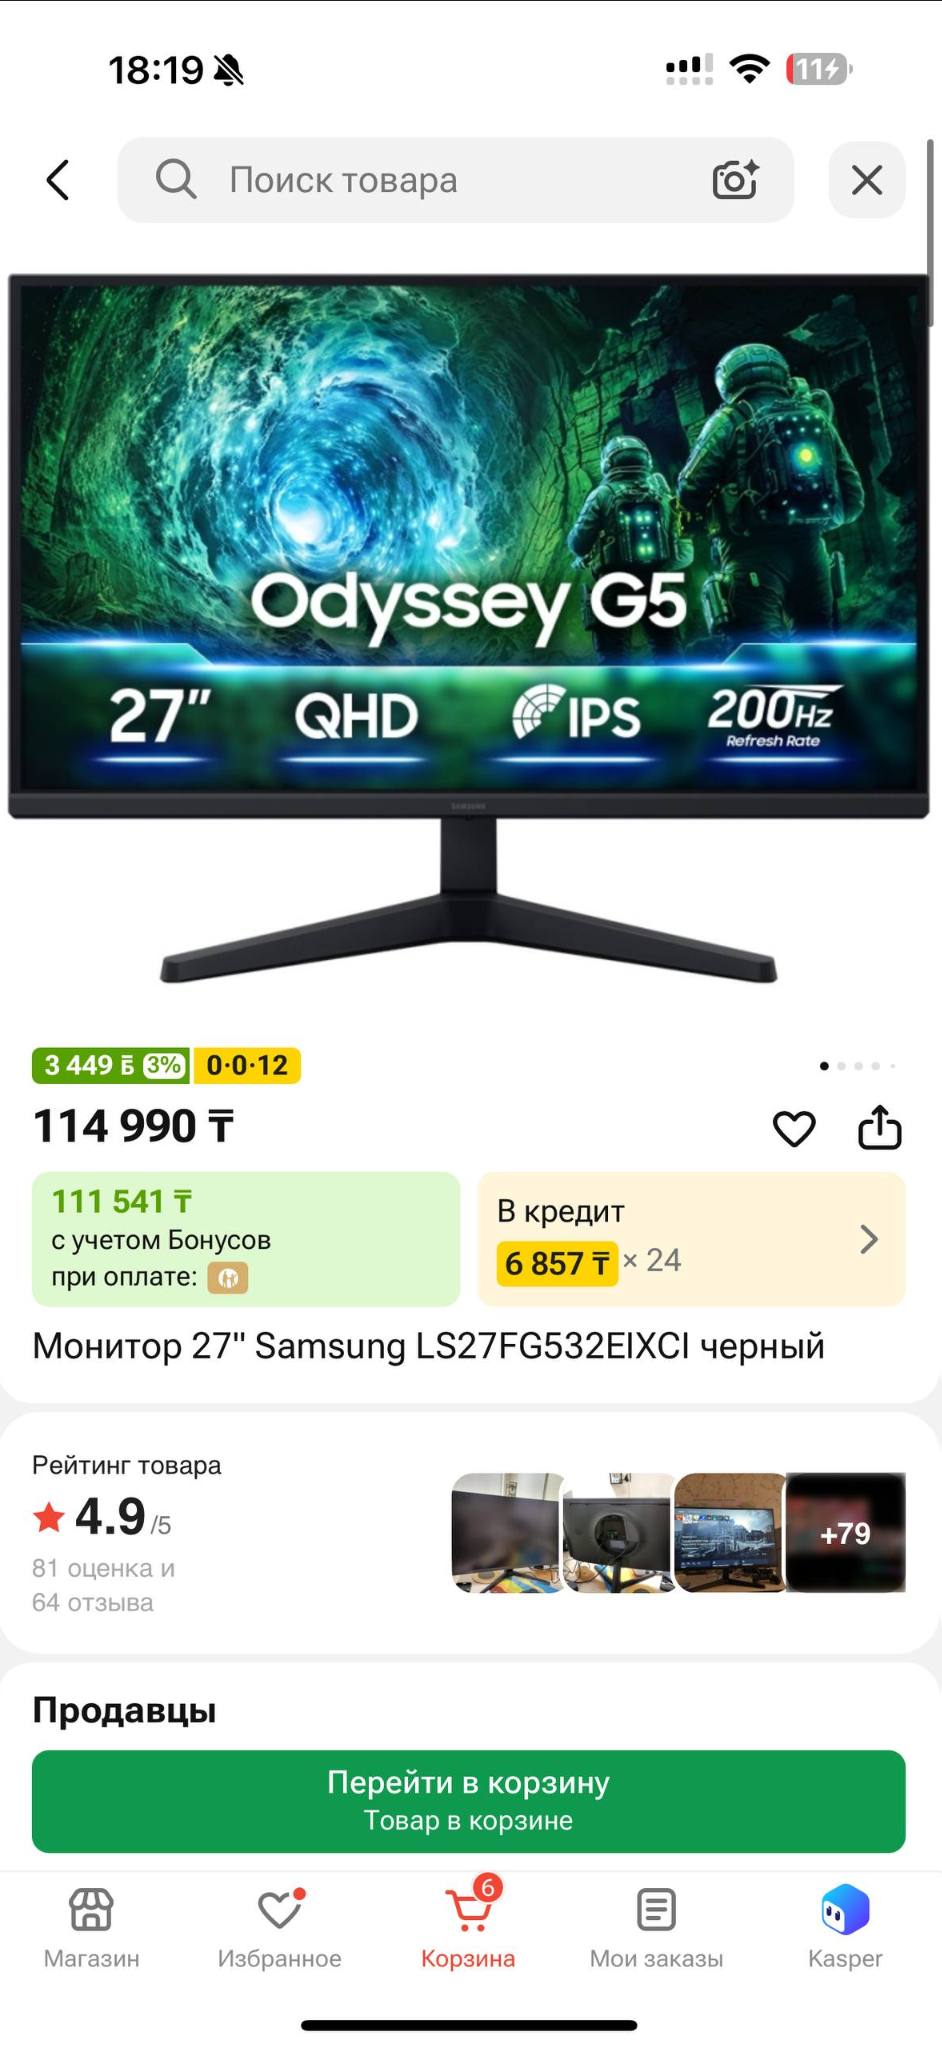 18:19
11
Поиск товара
Odyssey G5
27"
QHD
IPS
200Hz
Refresh Rate
SAMSUNG
3 449 Б 3% 0·0·12
114 990 ₸
111 541 ₸
с учетом Бонусов
при оплате:
В кредит
6 857 ₸ × 24
Монитор 27" Samsung LS27FG532EIXCI черный
Рейтинг товара
4.9 /5
81 оценка и
64 отзыва
+79
Продавцы
Перейти в корзину
Товар в корзине
6
Магазин
Избранное
Корзина
Мои заказы
Kasper